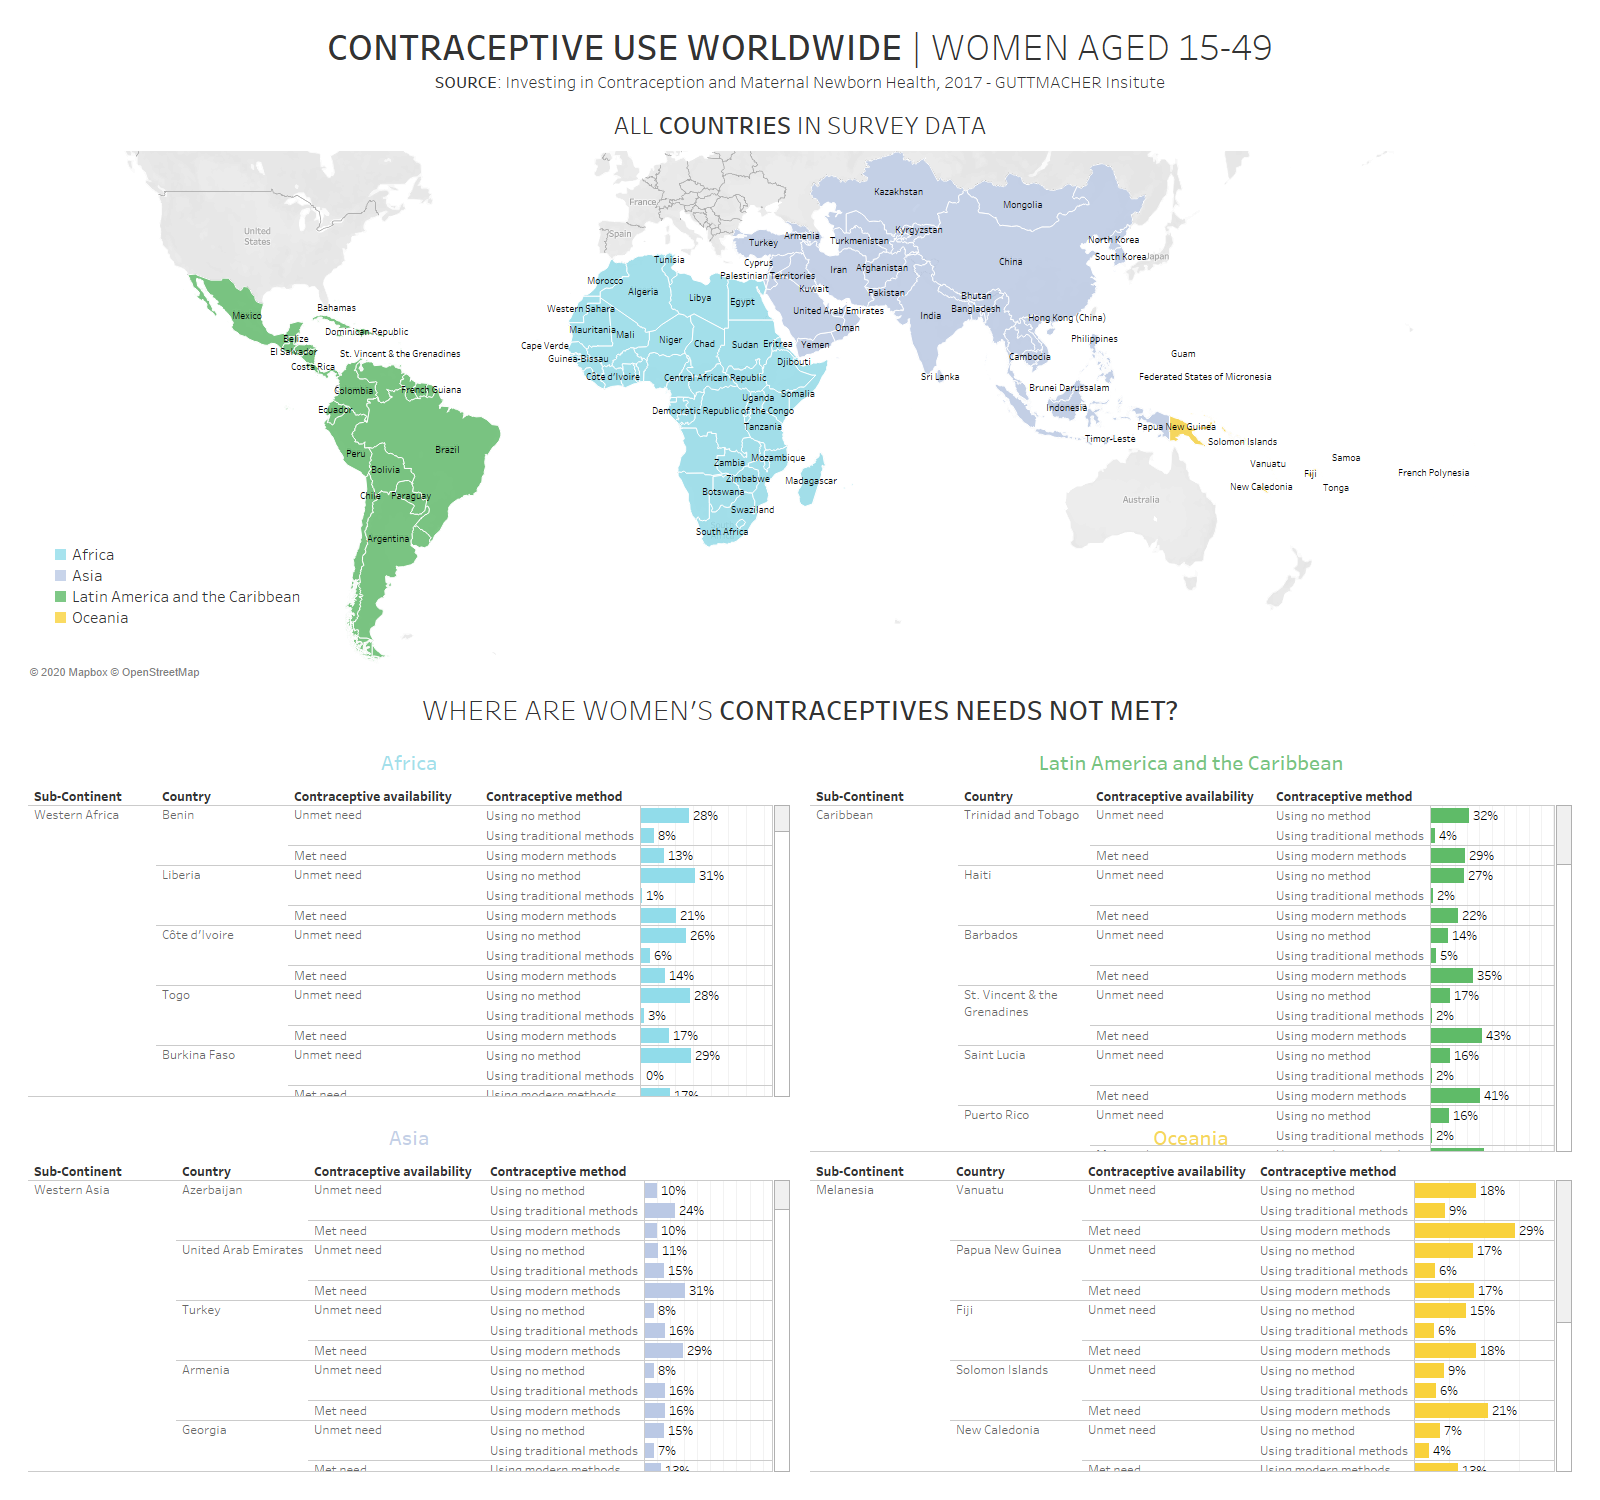 CONTRACEPTIVE USE WORLDWIDE | WOMEN AGED 15-49
SOURCE: Investing in Contraception and Maternal Newborn Health, 2017 - GUTTMACHER Insitute
ALL COUNTRIES IN SURVEY DATA
United
States
France
Spain
Japan
Australia
Kazakhstan
Mongolia
Kyrgyzstan
Armenia
Turkey
Turkmenistan
North Korea
South Korea
China
Tunisia
Cyprus
Palestinian Territories
Iran
Afghanistan
Morocco
Algeria
Libya
Egypt
Kuwait
Pakistan
Bhutan
Bangladesh
Western Sahara
United Arab Emirates
India
Hong Kong (China)
Oman
Mauritania
Mali
Niger
Chad
Sudan
Eritrea
Yemen
Philippines
Cape Verde
Guinea-Bissau
Djibouti
Cambodia
Guam
Côte d'Ivoire
Central African Republic
Sri Lanka
Federated States of Micronesia
Brunei Darussalam
Somalia
Uganda
Democratic Republic of the Congo
Indonesia
Tanzania
Papua New Guinea
Timor-Leste
Solomon Islands
Zambia
Mozambique
Vanuatu
Samoa
Fiji
French Polynesia
Zimbabwe
Madagascar
New Caledonia
Tonga
Botswana
Swaziland
South Africa
Bahamas
Mexico
Dominican Republic
Belize
El Salvador
St. Vincent & the Grenadines
Costa Rica
Colombia
French Guiana
Ecuador
Peru
Brazil
Bolivia
Chile
Paraguay
Argentina
Africa
Asia
Latin America and the Caribbean
Oceania
© 2020 Mapbox © OpenStreetMap
WHERE ARE WOMEN'S CONTRACEPTIVES NEEDS NOT MET?
Africa
Sub-Continent Country Contraceptive availability Contraceptive method
Western Africa Benin Unmet need Using no method 28%
Using traditional methods 8%
Met need Using modern methods 13%
Liberia Unmet need Using no method 31%
Using traditional methods 1%
Met need Using modern methods 21%
Côte d'Ivoire Unmet need Using no method 26%
Using traditional methods 6%
Met need Using modern methods 14%
Togo Unmet need Using no method 28%
Using traditional methods 3%
Met need Using modern methods 17%
Burkina Faso Unmet need Using no method 29%
Using traditional methods 0%
Met need Using modern methods 17%
Latin America and the Caribbean
Sub-Continent Country Contraceptive availability Contraceptive method
Caribbean Trinidad and Tobago Unmet need Using no method 32%
Using traditional methods 4%
Met need Using modern methods 29%
Haiti Unmet need Using no method 27%
Using traditional methods 2%
Met need Using modern methods 22%
Barbados Unmet need Using no method 14%
Using traditional methods 5%
Met need Using modern methods 35%
St. Vincent & the Unmet need Using no method 17%
Grenadines Using traditional methods 2%
Met need Using modern methods 43%
Saint Lucia Unmet need Using no method 16%
Using traditional methods 2%
Met need Using modern methods 41%
Puerto Rico Unmet need Using no method 16%
Using traditional methods 2%
Asia
Sub-Continent Country Contraceptive availability Contraceptive method
Western Asia Azerbaijan Unmet need Using no method 10%
Using traditional methods 24%
Met need Using modern methods 10%
United Arab Emirates Unmet need Using no method 11%
Using traditional methods 15%
Met need Using modern methods 31%
Turkey Unmet need Using no method 8%
Using traditional methods 16%
Met need Using modern methods 29%
Armenia Unmet need Using no method 8%
Using traditional methods 16%
Met need Using modern methods 16%
Georgia Unmet need Using no method 15%
Using traditional methods 7%
Met need Using modern methods
Oceania
Sub-Continent Country Contraceptive availability Contraceptive method
Melanesia Vanuatu Unmet need Using no method 18%
Using traditional methods 9%
Met need Using modern methods 29%
Papua New Guinea Unmet need Using no method 17%
Using traditional methods 6%
Met need Using modern methods 17%
Fiji Unmet need Using no method 15%
Using traditional methods 6%
Met need Using modern methods 18%
Solomon Islands Unmet need Using no method 9%
Using traditional methods 6%
Met need Using modern methods 21%
New Caledonia Unmet need Using no method 7%
Using traditional methods 4%
Met need Using modern methods